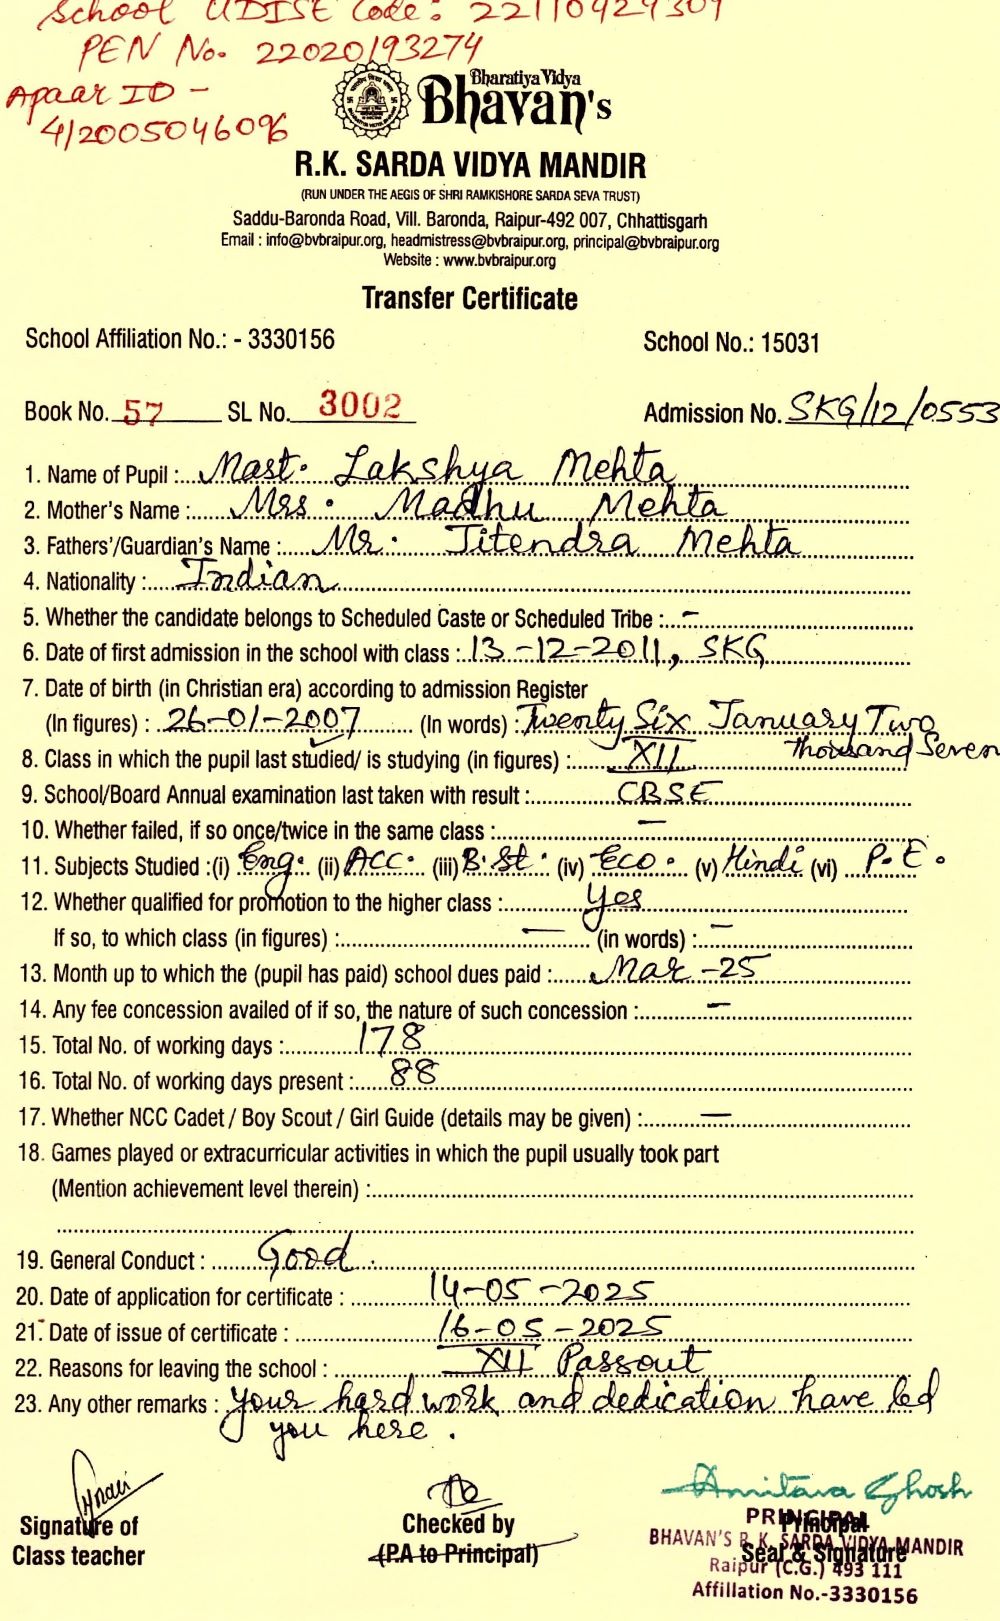 School UDISE Code: 22110929309
PEN No. 22020193274
Apaar ID -
412005046096
Bharatiya Vidya
Bhavan's
R.K. SARDA VIDYA MANDIR
(RUN UNDER THE AEGIS OF SHRI RAMKISHORE SARDA SEVA TRUST)
Saddu-Baronda Road, Vill. Baronda, Raipur-492 007, Chhattisgarh
Email : info@bvbraipur.org, headmistress@bvbraipur.org, principal@bvbraipur.org
Website : www.bvbraipur.org
Transfer Certificate
School Affiliation No.: - 3330156 School No.: 15031
Book No. 57 SL No. 3002 Admission No. SKG/12/0553
1. Name of Pupil : Mast. Lakshya Mehta
2. Mother's Name : Mrs. Madhu Mehta
3. Fathers'/Guardian's Name : Mr. Jitendra Mehta
4. Nationality : Indian
5. Whether the candidate belongs to Scheduled Caste or Scheduled Tribe : -
6. Date of first admission in the school with class : 13-12-2011, SKG
7. Date of birth (in Christian era) according to admission Register
(In figures) : 26-01-2007 (In words) : Twenty Six January Two
thousand Seven
8. Class in which the pupil last studied/ is studying (in figures) : XII
9. School/Board Annual examination last taken with result : CBSE
10. Whether failed, if so once/twice in the same class : —
11. Subjects Studied :(i) Eng. (ii) ACC. (iii) B.St. (iv) Eco. (v) Hindi (vi) P.E.
12. Whether qualified for promotion to the higher class : Yes
If so, to which class (in figures) : — (in words) : —
13. Month up to which the (pupil has paid) school dues paid : Mar-25
14. Any fee concession availed of if so, the nature of such concession : —
15. Total No. of working days : 178
16. Total No. of working days present : 88
17. Whether NCC Cadet / Boy Scout / Girl Guide (details may be given) : —
18. Games played or extracurricular activities in which the pupil usually took part
(Mention achievement level therein) :
19. General Conduct : Good.
20. Date of application for certificate : 14-05-2025
21. Date of issue of certificate : 16-05-2025
22. Reasons for leaving the school : XII Passout
23. Any other remarks : Your hard work and dedication have led
you here.
Amitava Ghosh
Signature of
Class teacher
Checked by
(P.A to Principal)
Principal
Seal & Signature
PRINCIPAL
BHAVAN'S R.K. SARDA VIDYA MANDIR
Raipur (C.G.) 493 111
Affillation No.-3330156